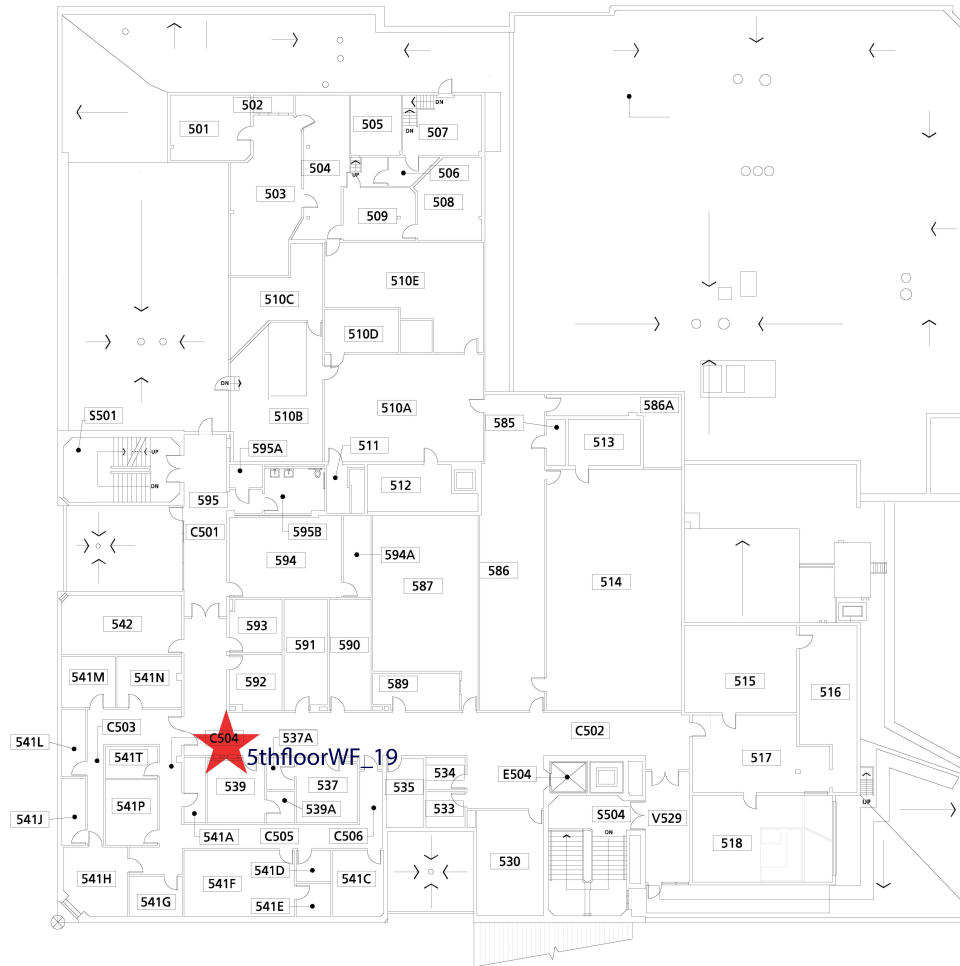 502
DN
501
505
507
DN
504
506
UP
503
508
509
510E
510C
510D
DN
510A
586A
510B
S501
585
513
595A
511
UP
DN
512
595
595B
C501
594
594A
587
586
514
542
593
591
590
515
541M
541N
592
589
516
C503
541L
C504
537A
C502
5thfloorWF_19
541T
517
534
E504
539
537
535
541P
539A
533
UP
541J
S504
V529
541A
C505
C506
DN
518
530
541H
541F
541D
541C
541G
541E